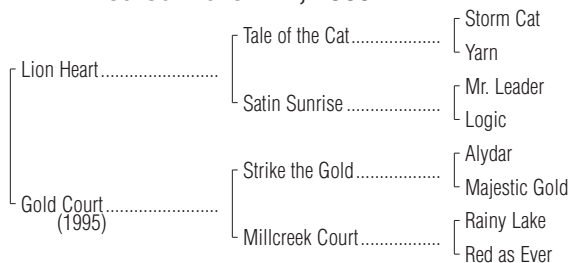 Storm Cat
Tale of the Cat
Yarn
Lion Heart
Mr. Leader
Satin Sunrise
Logic
Alydar
Strike the Gold
Majestic Gold
Gold Court
(1995)
Rainy Lake
Millcreek Court
Red as Ever